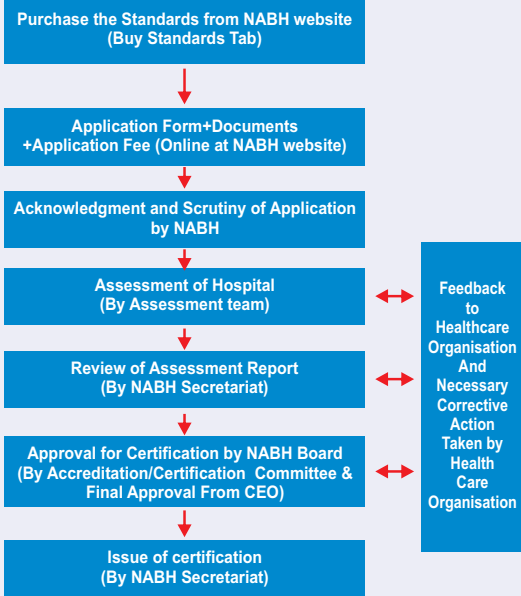 Purchase the Standards from NABH website
(Buy Standards Tab)
Application Form+Documents
+Application Fee (Online at NABH website)
Acknowledgment and Scrutiny of Application
by NABH
Assessment of Hospital
(By Assessment team)
Review of Assessment Report
(By NABH Secretariat)
Approval for Certification by NABH Board
(By Accreditation/Certification Committee &
Final Approval From CEO)
Issue of certification
(By NABH Secretariat)
Feedback
to
Healthcare
Organisation
And
Necessary
Corrective
Action
Taken by
Health
Care
Organisation